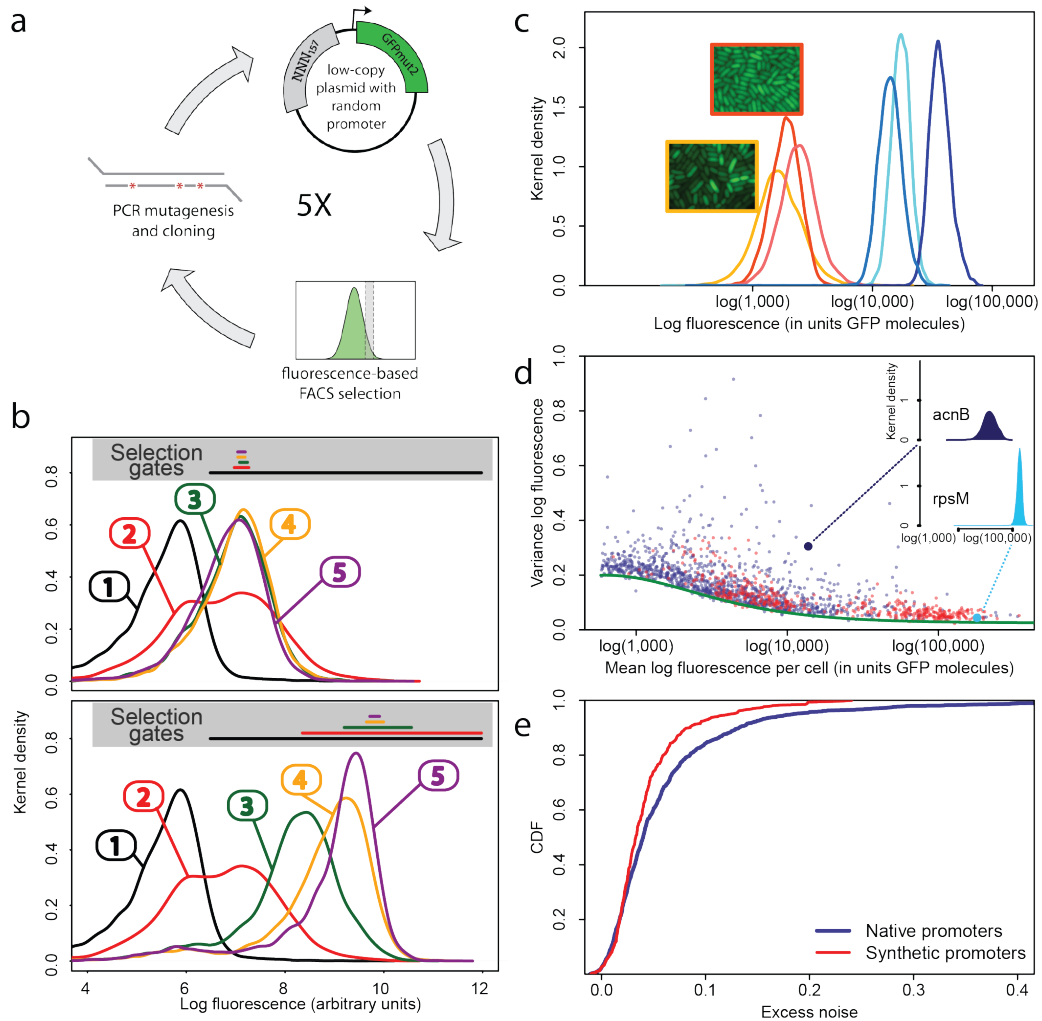 a
NNN157
GFPmut2
low-copy
plasmid with
random
promoter
PCR mutagenesis
and cloning
5X
fluorescence-based
FACS selection
b
Selection
gates
0.8
0.6
0.4
0.2
0.0
1
2
3
4
5
Selection
gates
0.8
0.6
0.4
0.2
0.0
1
2
3
4
5
Kernel density
4
6
8
10
12
Log fluorescence (arbitrary units)
c
Kernel density
2.0
1.5
1.0
0.5
0.0
log(1,000)
log(10,000)
log(100,000)
Log fluorescence (in units GFP molecules)
d
Variance log fluorescence
1.0
0.8
0.6
0.4
0.2
0.0
log(1,000)
log(10,000)
log(100,000)
Mean log fluorescence per cell (in units GFP molecules)
Kernel density
1
0
acnB
1
0
rpsM
log(1,000)
log(100,000)
e
CDF
1.0
0.8
0.6
0.4
0.2
0.0
0.1
0.2
0.3
0.4
Excess noise
Native promoters
Synthetic promoters